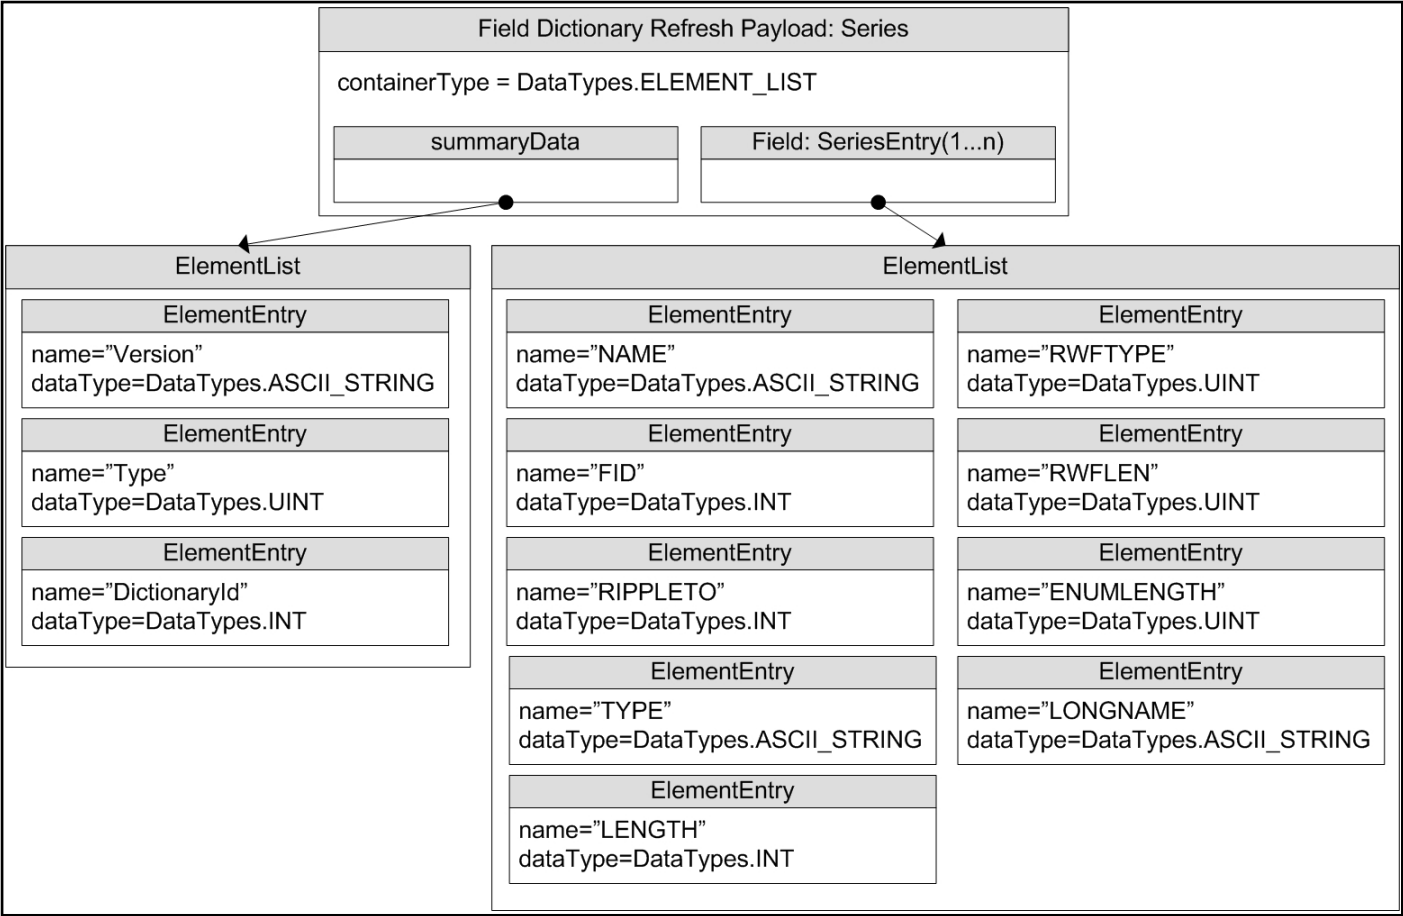 Field Dictionary Refresh Payload: Series
containerType = DataTypes.ELEMENT_LIST
summaryData
Field: SeriesEntry(1...n)
ElementList
ElementEntry
name=”Version”
dataType=DataTypes.ASCII_STRING
ElementEntry
name=”Type”
dataType=DataTypes.UINT
ElementEntry
name=”DictionaryId”
dataType=DataTypes.INT
ElementList
ElementEntry
name=”NAME”
dataType=DataTypes.ASCII_STRING
ElementEntry
name=”FID”
dataType=DataTypes.INT
ElementEntry
name=”RIPPLETO”
dataType=DataTypes.INT
ElementEntry
name=”TYPE”
dataType=DataTypes.ASCII_STRING
ElementEntry
name=”LENGTH”
dataType=DataTypes.INT
ElementEntry
name=”RWFTYPE”
dataType=DataTypes.UINT
ElementEntry
name=”RWFLEN”
dataType=DataTypes.UINT
ElementEntry
name=”ENUMLENGTH”
dataType=DataTypes.UINT
ElementEntry
name=”LONGNAME”
dataType=DataTypes.ASCII_STRING